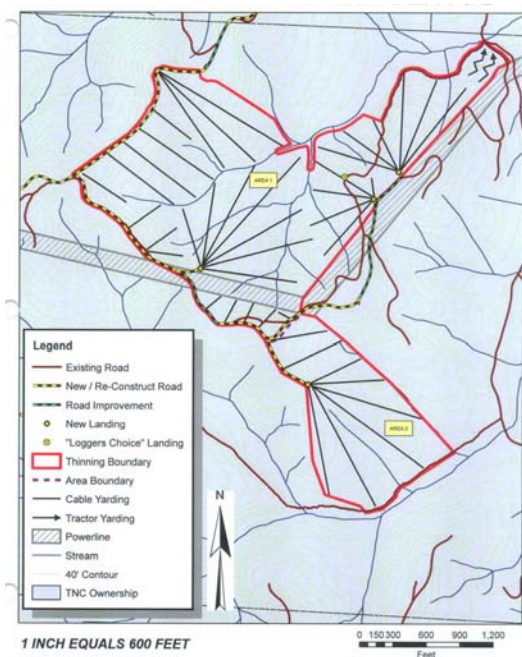 AREA 1
AREA 2
Legend
Existing Road
New / Re-Construct Road
Road Improvement
New Landing
"Loggers Choice" Landing
Thinning Boundary
Area Boundary
Cable Yarding
Tractor Yarding
Powerline
Stream
40' Contour
TNC Ownership
N
1 INCH EQUALS 600 FEET
0 150 300 600 900 1,200
Feet